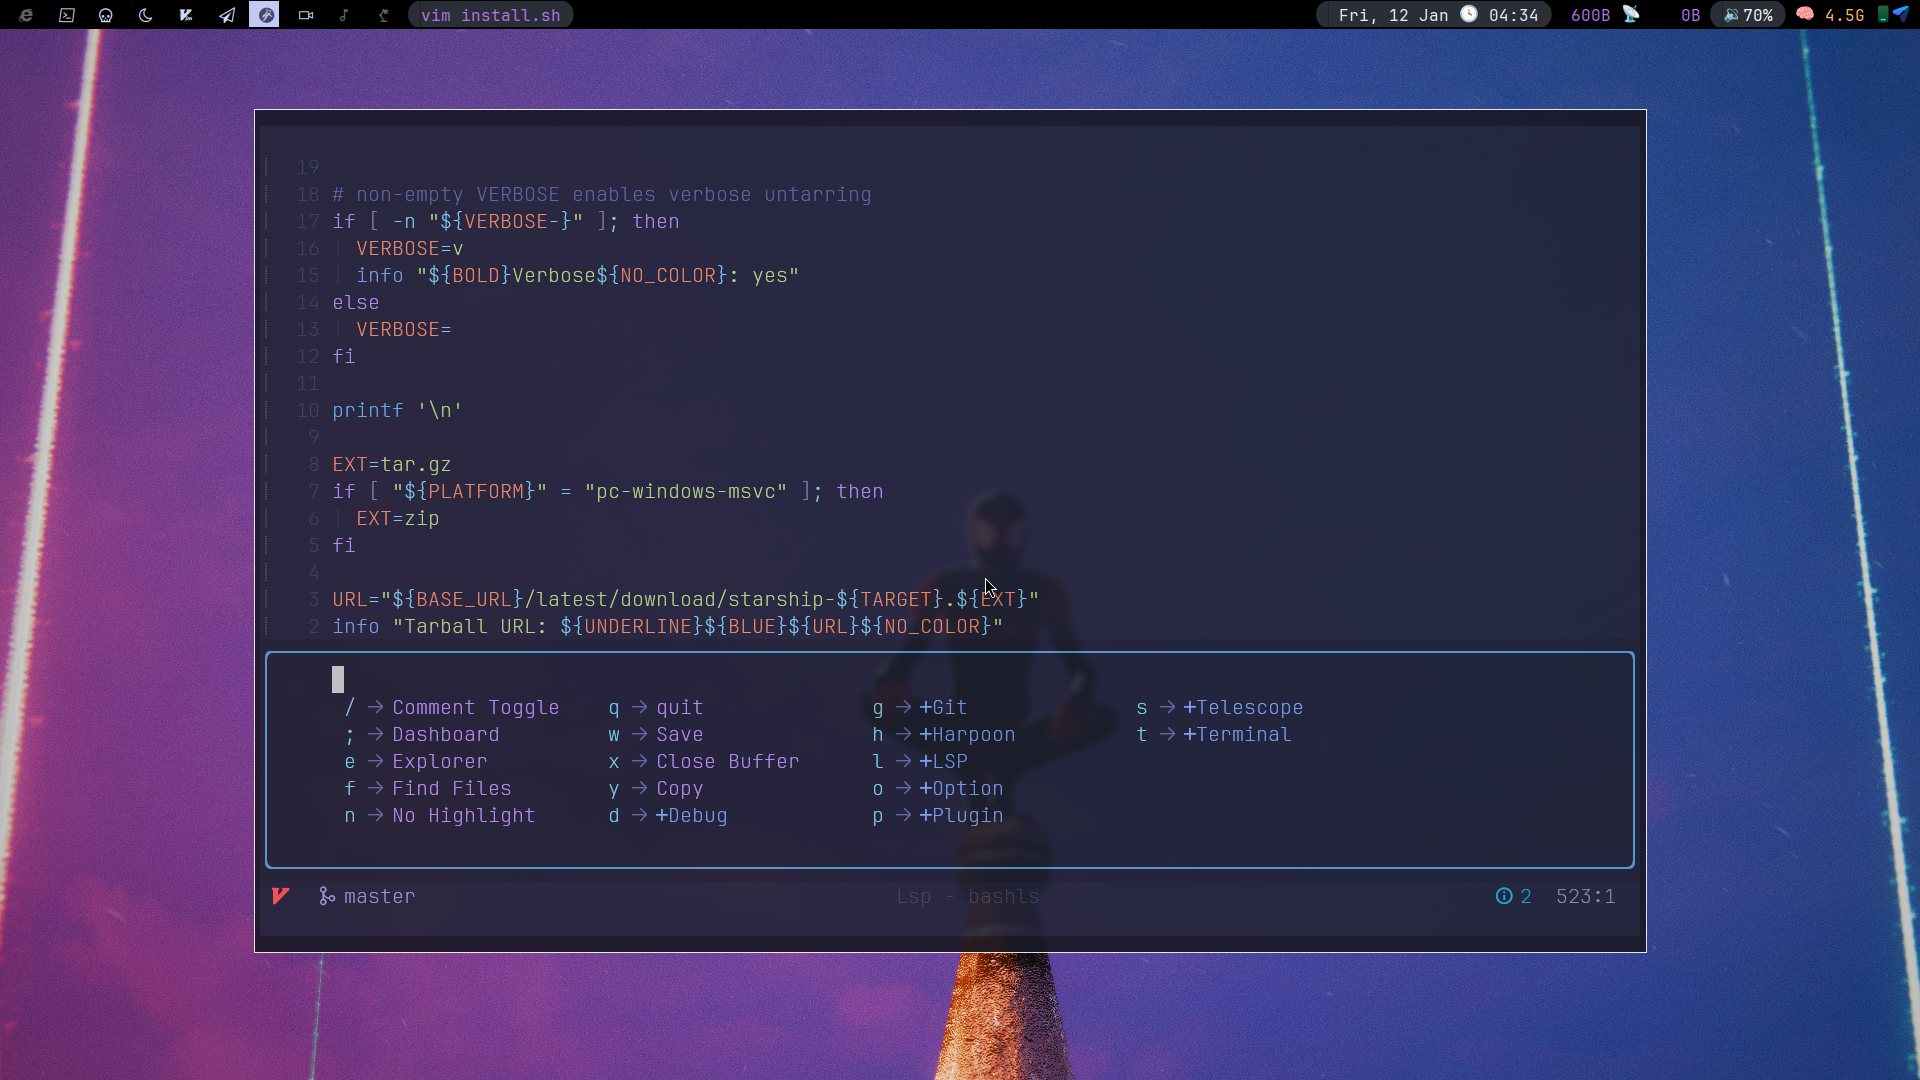 vim install.sh
Fri, 12 Jan 04:34 600B 0B 70% 4.5G
19
18 # non-empty VERBOSE enables verbose untarring
17 if [ -n "${VERBOSE-}" ]; then
16 VERBOSE=v
15 info "${BOLD}Verbose${NO_COLOR}: yes"
14 else
13 VERBOSE=
12 fi
11
10 printf '\n'
9
8 EXT=tar.gz
7 if [ "${PLATFORM}" = "pc-windows-msvc" ]; then
6 EXT=zip
5 fi
4
3 URL="${BASE_URL}/latest/download/starship-${TARGET}.${EXT}"
2 info "Tarball URL: ${UNDERLINE}${BLUE}${URL}${NO_COLOR}"
/ → Comment Toggle q → quit g → +Git s → +Telescope
; → Dashboard w → Save h → +Harpoon t → +Terminal
e → Explorer x → Close Buffer l → +LSP
f → Find Files y → Copy o → +Option
n → No Highlight d → +Debug p → +Plugin
master Lsp - bashls 2 523:1